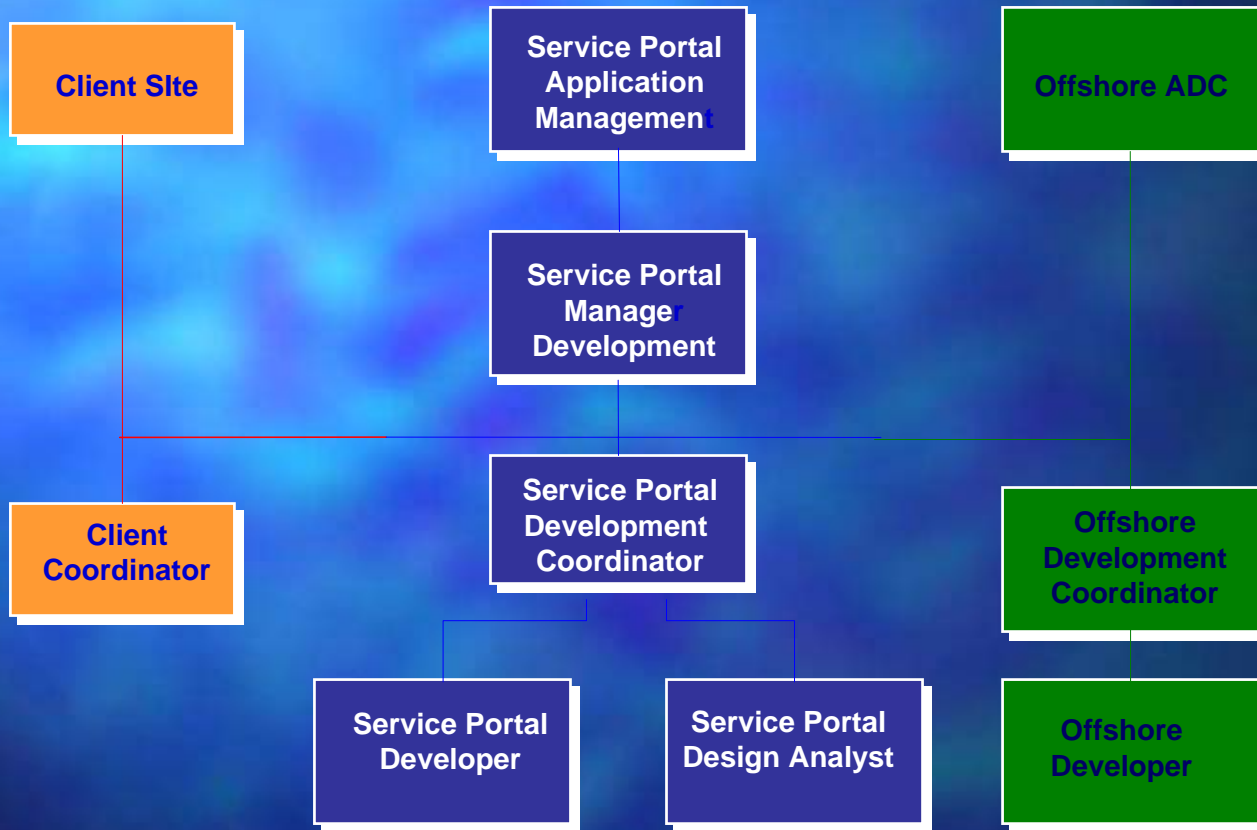 Client SIte
Service Portal
Application
Management
Offshore ADC
Service Portal
Manager
Development
Client
Coordinator
Service Portal
Development
Coordinator
Offshore
Development
Coordinator
Service Portal
Developer
Service Portal
Design Analyst
Offshore
Developer